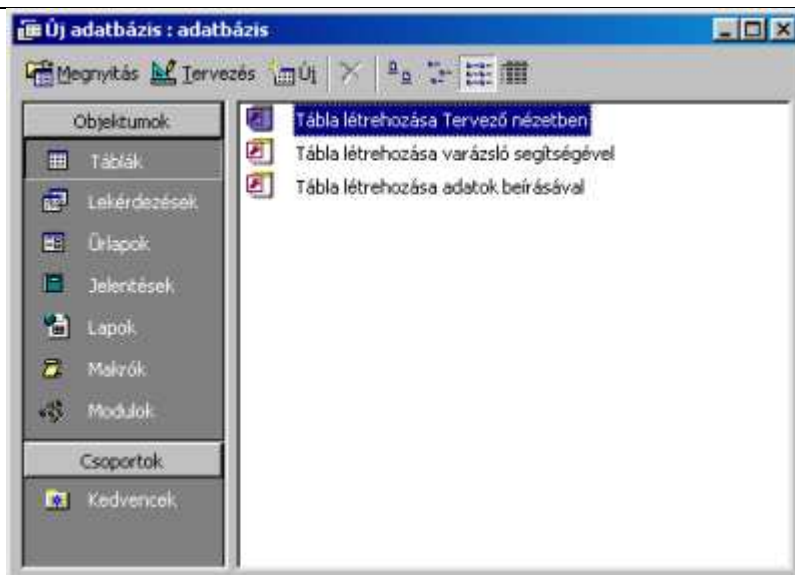 Új adatbázis : adatbázis
Megnyitás Tervezés Új
Objektumok
Táblák
Lekérdezések
Űrlapok
Jelentések
Lapok
Makrók
Modulok
Csoportok
Kedvencek
Tábla létrehozása Tervező nézetben
Tábla létrehozása varázsló segítségével
Tábla létrehozása adatok beírásával